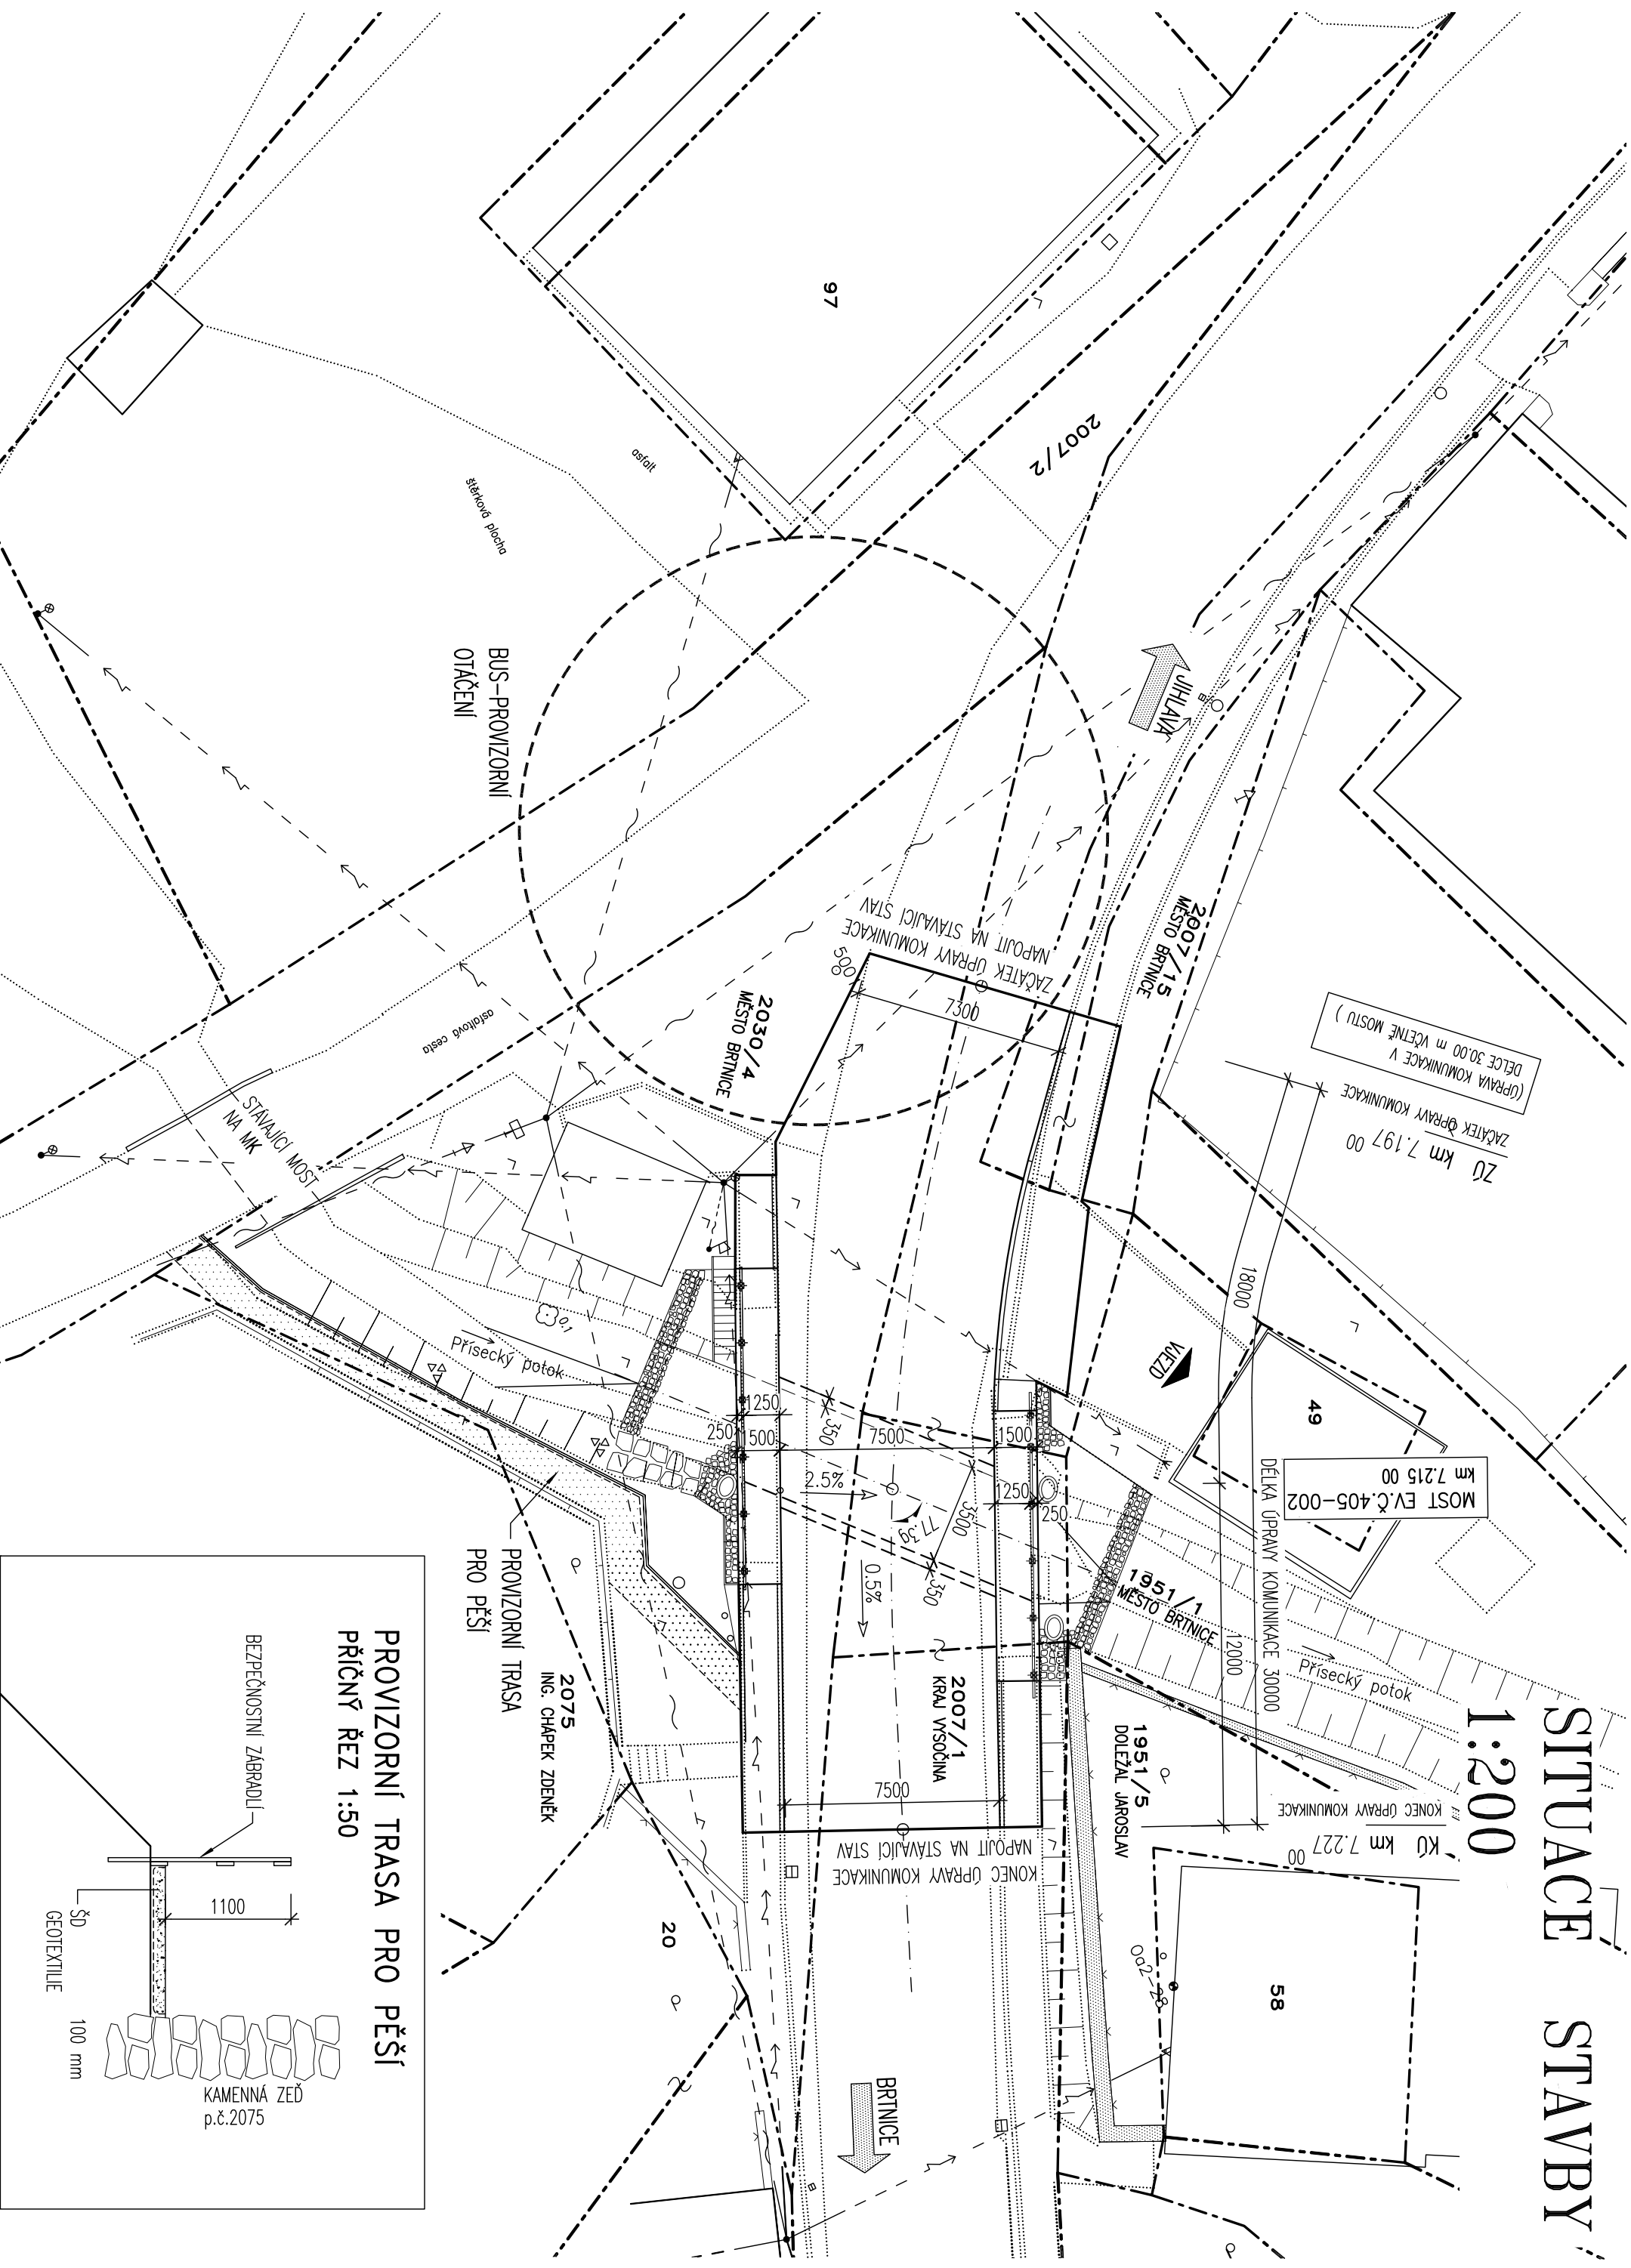 SITUACE STAVBY
1:200
97
2007/2
asfalt
štěrková plocha
BUS-PROVIZORNÍ
OTÁČENÍ
JIHLAVA
2007/15
MĚSTO BRTNICE
ZAČÁTEK ÚPRAVY KOMUNIKACE
NAPOJIT NA STÁVAJÍCÍ STAV
500
7300
2030/4
MĚSTO BRTNICE
asfaltová cesta
STÁVAJÍCÍ MOST
NA MK
(ÚPRAVA KOMUNIKACE V
DÉLCE 30.00 m VČETNĚ MOSTU )
ZAČÁTEK ÚPRAVY KOMUNIKACE
ZÚ km 7.197 00
18000
VJEZD
49
MOST EV.Č.405-002
km 7.215 00
DÉLKA ÚPRAVY KOMUNIKACE 30000
12000
0,1
Přísecký potok
1250
250
1500
350
7500
1500
2.5%
77.3g
3500
1250
250
0.5%
350
1951/1
MĚSTO BRTNICE
Přísecký potok
PROVIZORNÍ TRASA
PRO PĚŠÍ
2075
ING. CHÁPEK ZDENĚK
2007/1
KRAJ VYSOČINA
1951/5
DOLEŽAL JAROSLAV
7500
KONEC ÚPRAVY KOMUNIKACE
NAPOJIT NA STÁVAJÍCÍ STAV
KONEC ÚPRAVY KOMUNIKACE
KÚ km 7.227 00
20
58
BRTNICE
PROVIZORNÍ TRASA PRO PĚŠÍ
PŘÍČNÝ ŘEZ 1:50
BEZPEČNOSTNÍ ZÁBRADLÍ
1100
ŠD 100 mm
GEOTEXTILIE
KAMENNÁ ZEĎ
p.č.2075